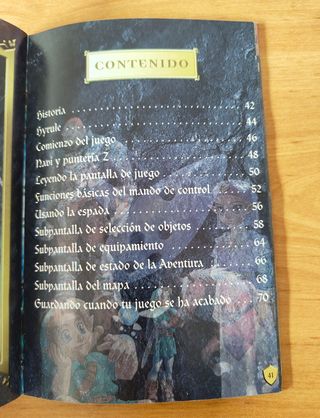 CONTENIDO
Historia 42
Hyrule 44
Comienzo del juego 46
Navi y puntería Z 48
Leyendo la pantalla de juego 50
Funciones básicas del mando de control 52
Usando la espada 56
Subpantalla de selección de objetos 58
Subpantalla de equipamiento 64
Subpantalla de estado de la Aventura 66
Subpantalla del mapa 68
Guardando cuando tu juego se ha acabado 70
41